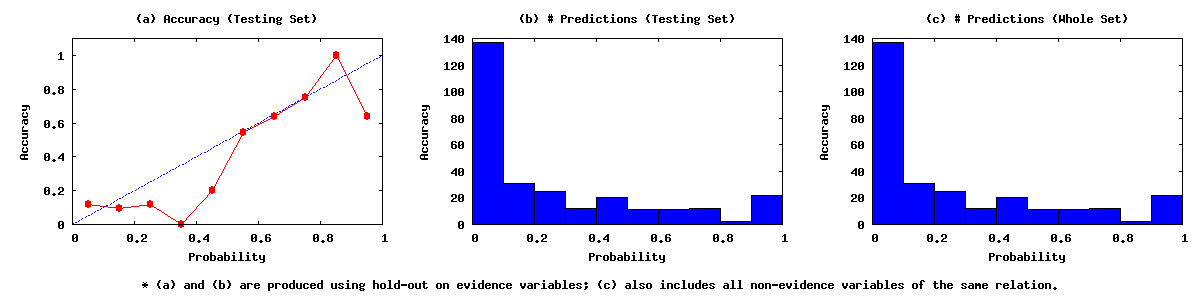 (a) Accuracy (Testing Set)
(b) # Predictions (Testing Set)
(c) # Predictions (Whole Set)
Accuracy
1
0.8
0.6
0.4
0.2
0
0 0.2 0.4 0.6 0.8 1
Probability
Accuracy
140
120
100
80
60
40
20
0
0 0.2 0.4 0.6 0.8 1
Probability
Accuracy
140
120
100
80
60
40
20
0
0 0.2 0.4 0.6 0.8 1
Probability
* (a) and (b) are produced using hold-out on evidence variables; (c) also includes all non-evidence variables of the same relation.